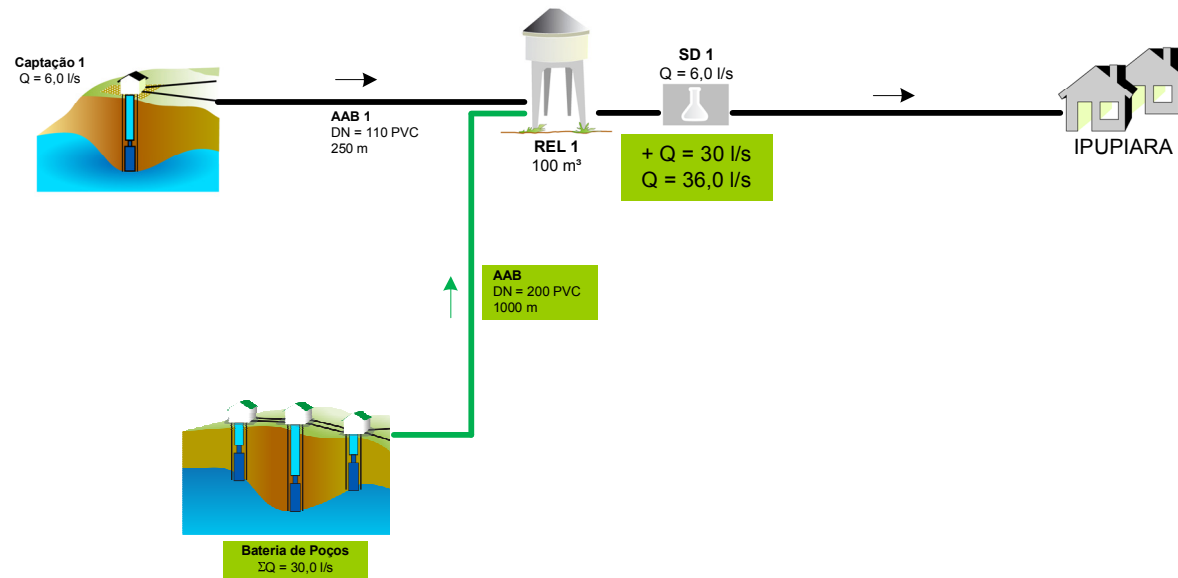 Captação 1
Q = 6,0 l/s
AAB 1
DN = 110 PVC
250 m
REL 1
100 m³
SD 1
Q = 6,0 l/s
+ Q = 30 l/s
Q = 36,0 l/s
IPUPIARA
AAB
DN = 200 PVC
1000 m
Bateria de Poços
ΣQ = 30,0 l/s